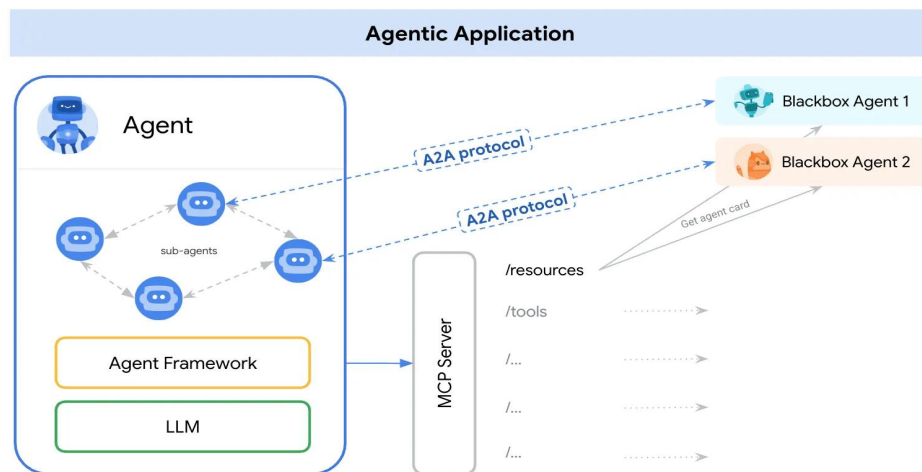 Agentic Application
Agent
sub-agents
Agent Framework
LLM
A2A protocol
A2A protocol
Blackbox Agent 1
Blackbox Agent 2
Get agent card
MCP Server
/resources
/tools
/...
/...
/...